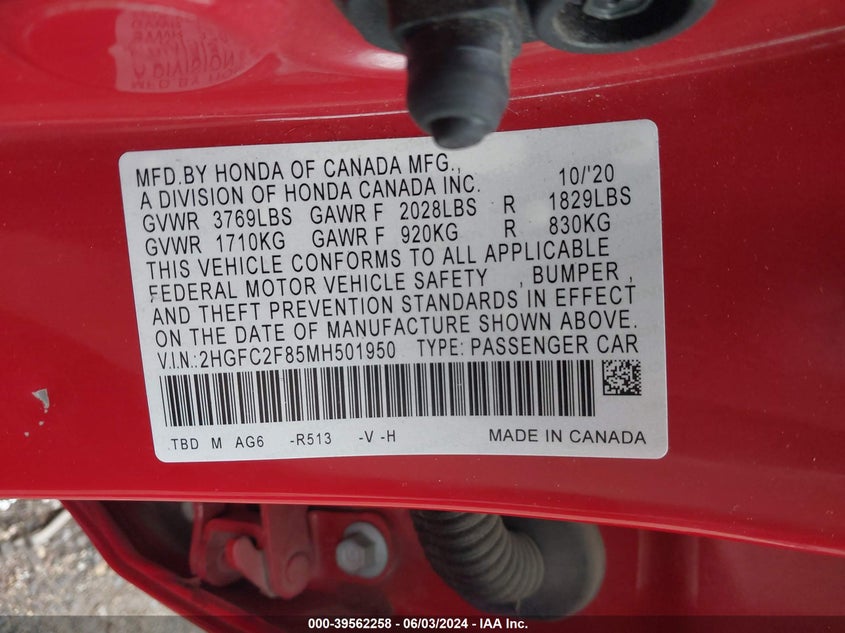 MFD.BY HONDA OF CANADA MFG.,
A DIVISION OF HONDA CANADA INC. 10/'20
GVWR 3769LBS GAWR F 2028LBS R 1829LBS
GVWR 1710KG GAWR F 920KG R 830KG
THIS VEHICLE CONFORMS TO ALL APPLICABLE
FEDERAL MOTOR VEHICLE SAFETY , BUMPER ,
AND THEFT PREVENTION STANDARDS IN EFFECT
ON THE DATE OF MANUFACTURE SHOWN ABOVE.
V.I.N.:2HGFC2F85MH501950 TYPE: PASSENGER CAR
TBD M AG6 -R513 -V -H MADE IN CANADA
000-39562258 - 06/03/2024 - IAA Inc.